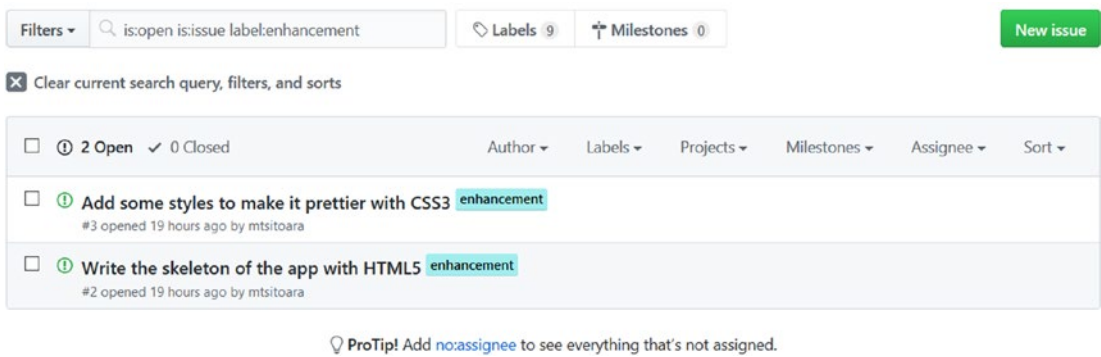 Filters is:open is:issue label:enhancement Labels 9 Milestones 0 New issue
Clear current search query, filters, and sorts
2 Open 0 Closed Author Labels Projects Milestones Assignee Sort
Add some styles to make it prettier with CSS3 enhancement
#3 opened 19 hours ago by mtsitoara
Write the skeleton of the app with HTML5 enhancement
#2 opened 19 hours ago by mtsitoara
ProTip! Add no:assignee to see everything that's not assigned.